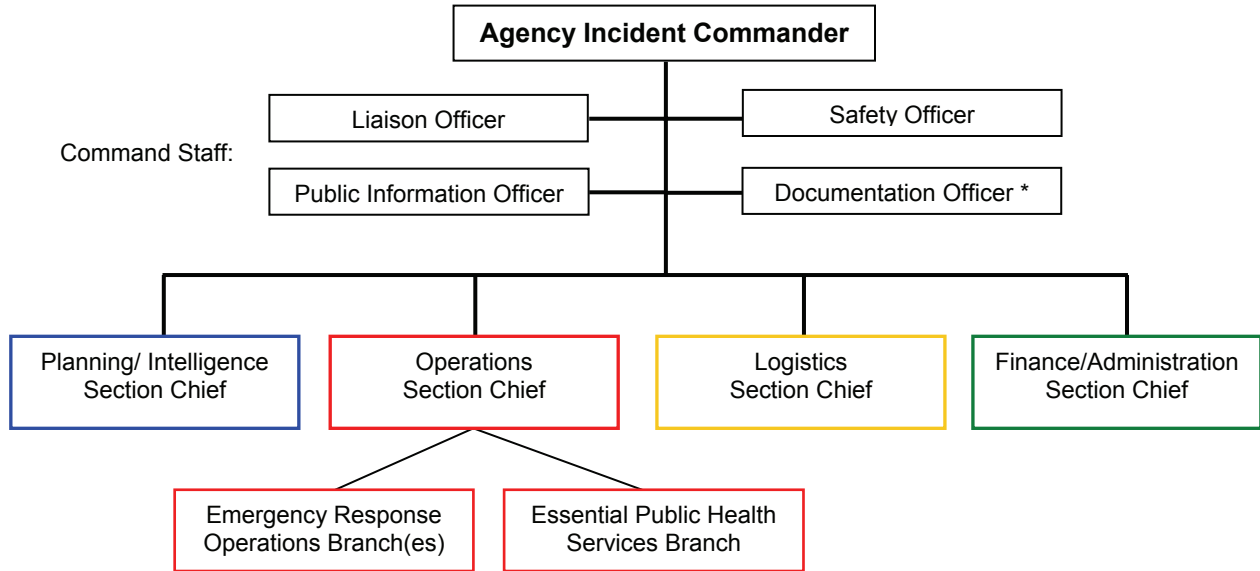 Agency Incident Commander
Liaison Officer
Safety Officer
Command Staff:
Public Information Officer
Documentation Officer *
Planning/ Intelligence
Section Chief
Operations
Section Chief
Logistics
Section Chief
Finance/Administration
Section Chief
Emergency Response
Operations Branch(es)
Essential Public Health
Services Branch